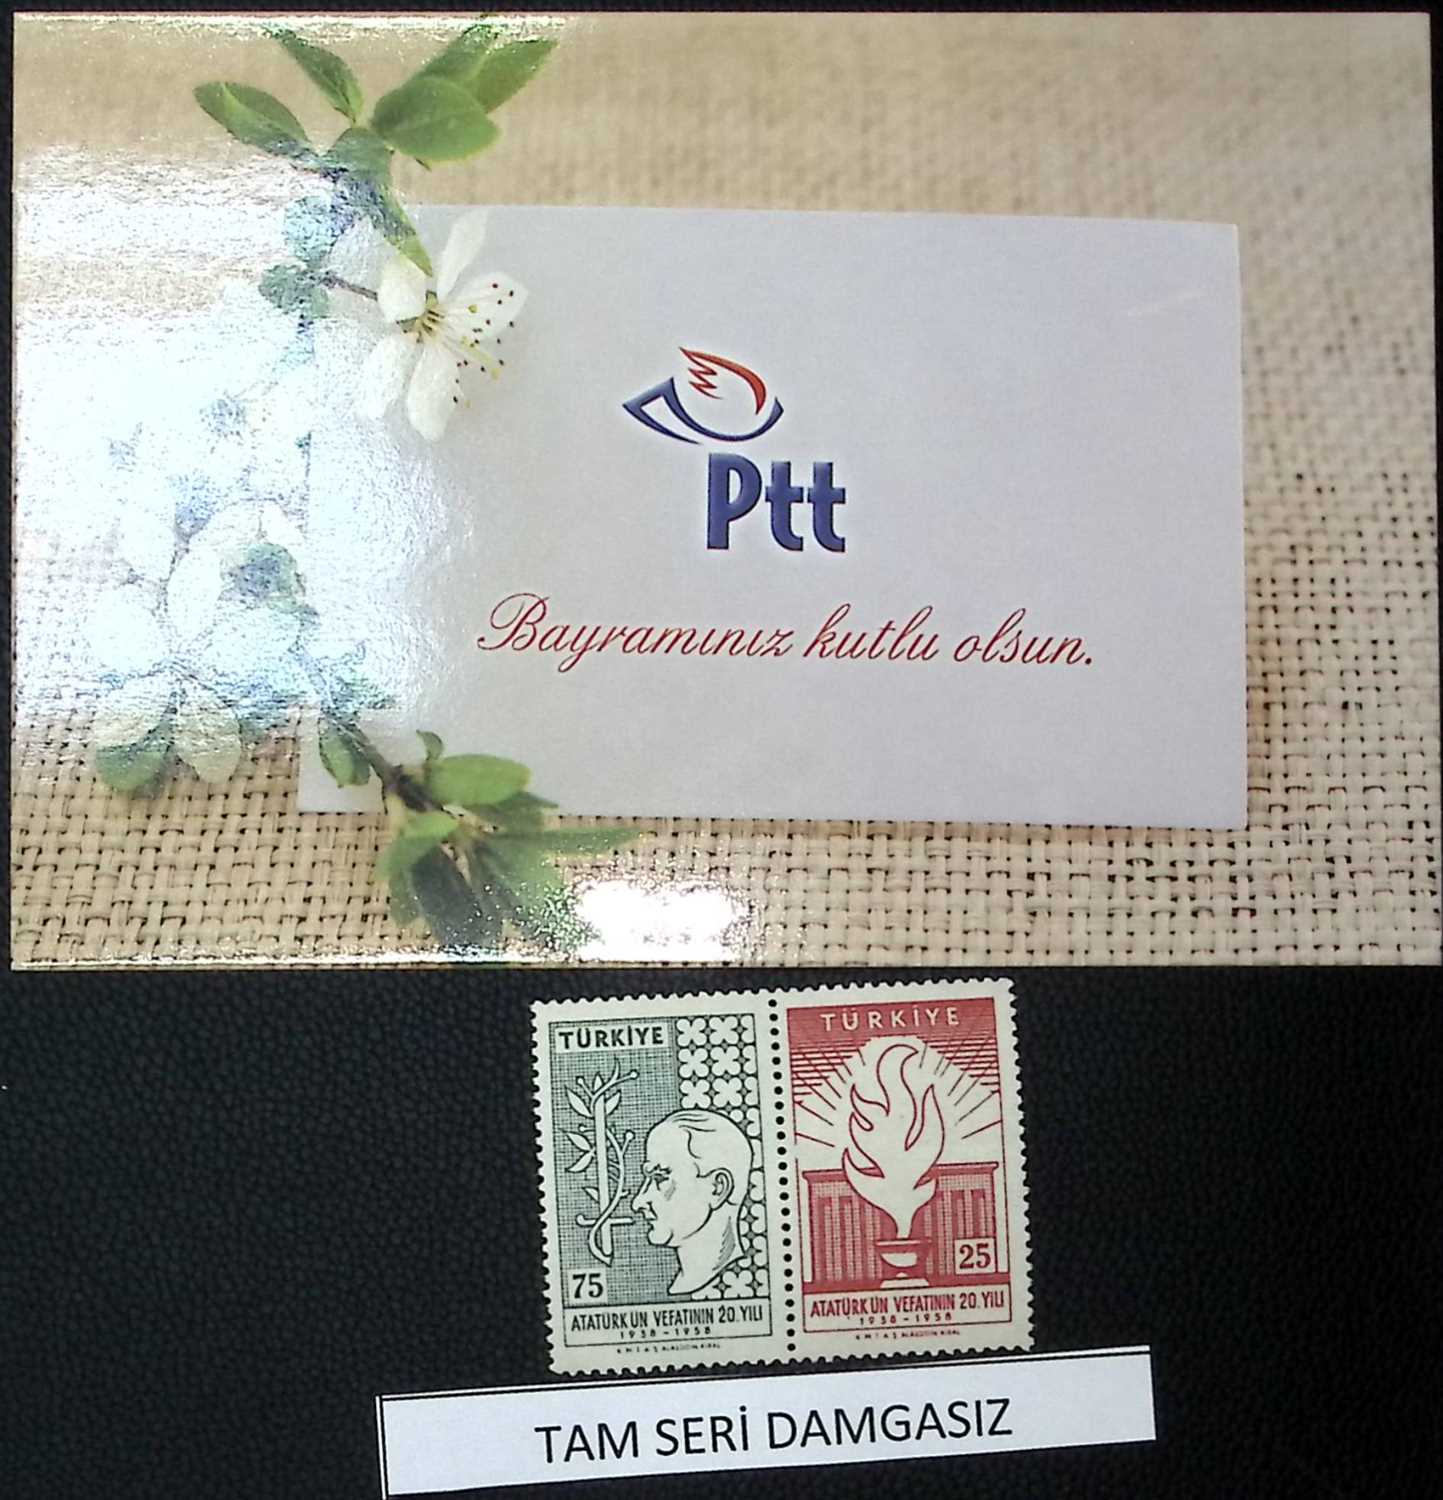 Ptt
Bayramınız kutlu olsun.
TÜRKİYE
75
ATATÜRK ÜN VEFATININ 20. YILI
1938-1958
TÜRKİYE
25
ATATÜRK ÜN VEFATININ 20. YILI
1938-1958
TAM SERİ DAMGASIZ